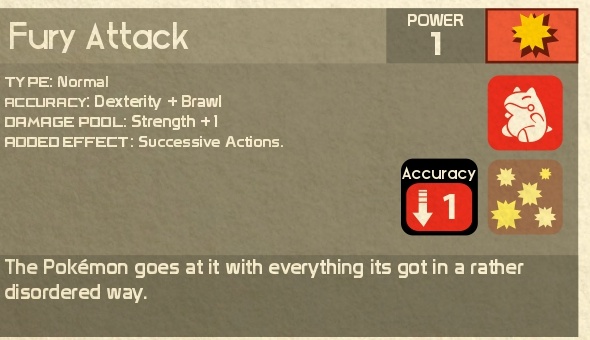 Fury Attack
POWER
1
TYPE: Normal
ACCURACY: Dexterity + Brawl
DAMAGE POOL: Strength +1
ADDED EFFECT: Successive Actions.
Accuracy
1
The Pokémon goes at it with everything its got in a rather
disordered way.